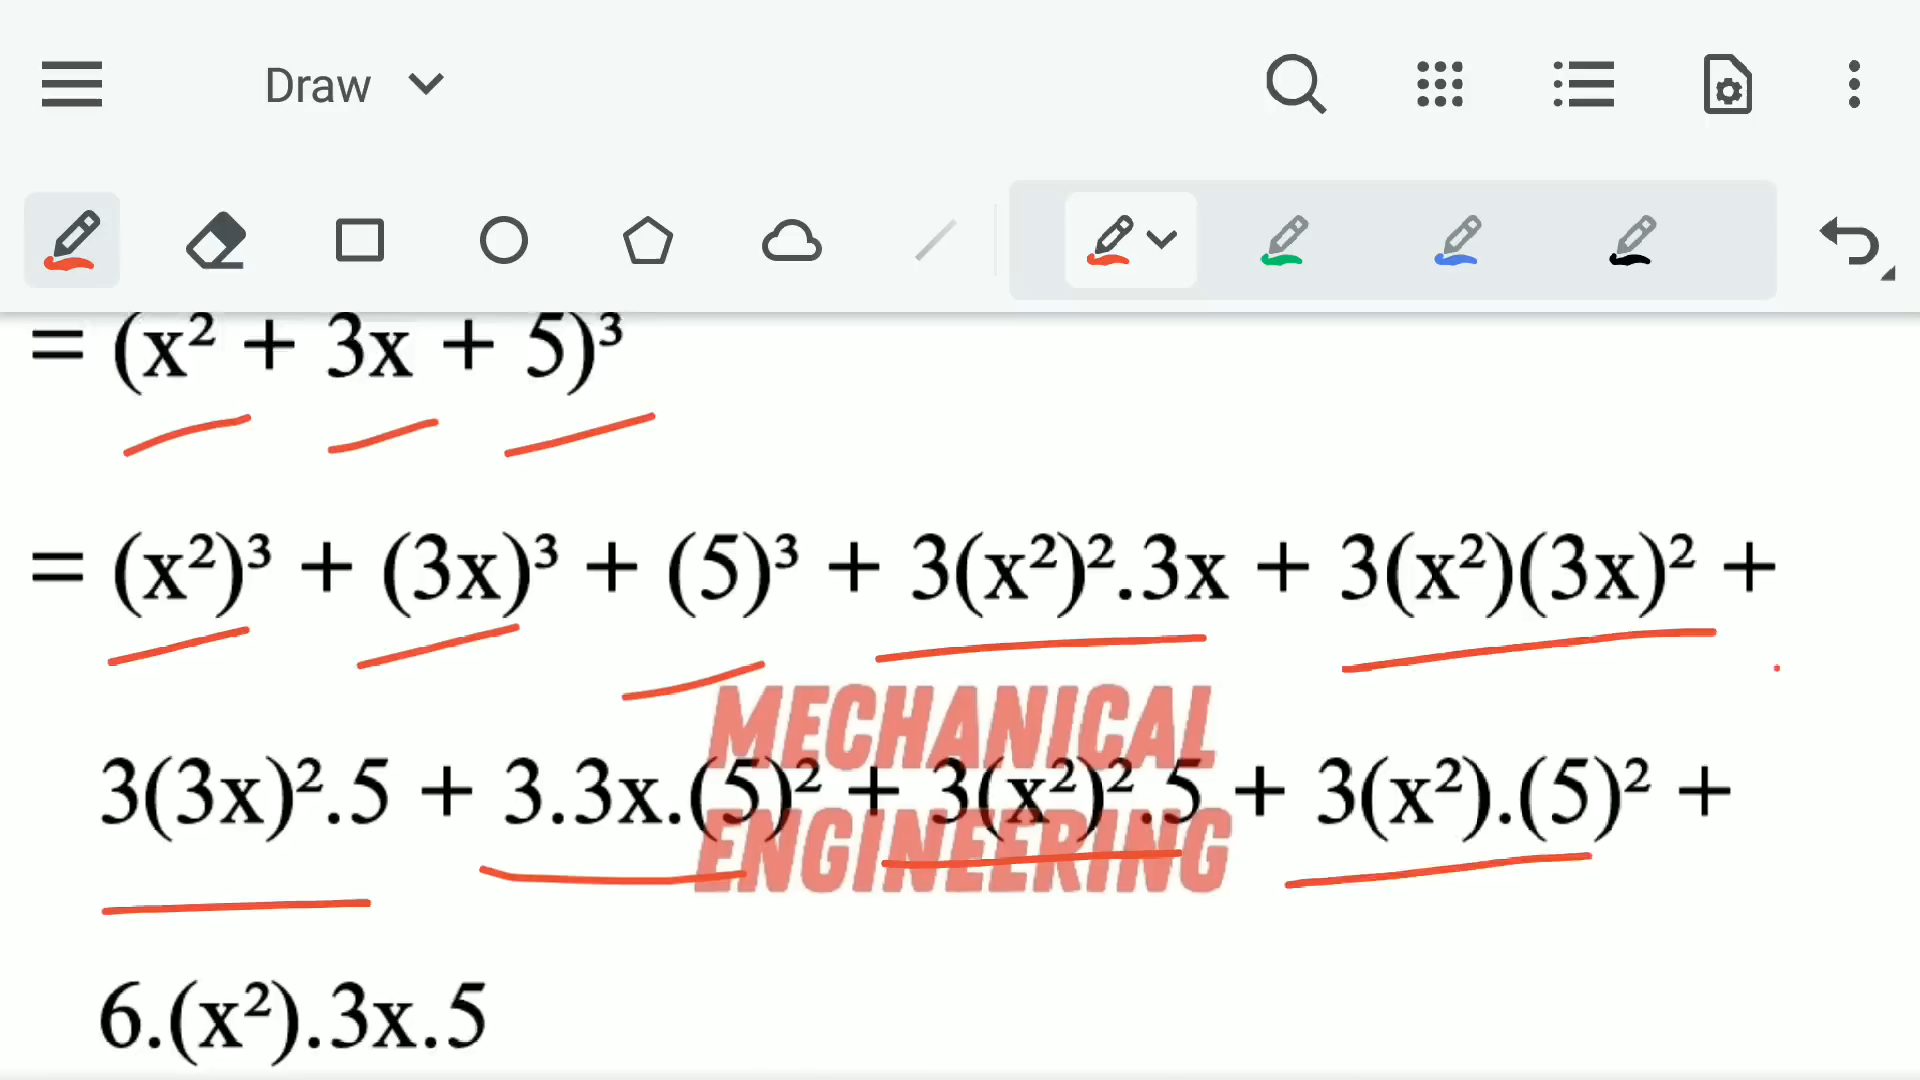 Draw
= (x² + 3x + 5)³
= (x²)³ + (3x)³ + (5)³ + 3(x²)².3x + 3(x²)(3x)² +
3(3x)².5 + 3.3x.(5)² + 3(x²)².5 + 3(x²).(5)² +
MECHANICAL
ENGINEERING
6.(x²).3x.5